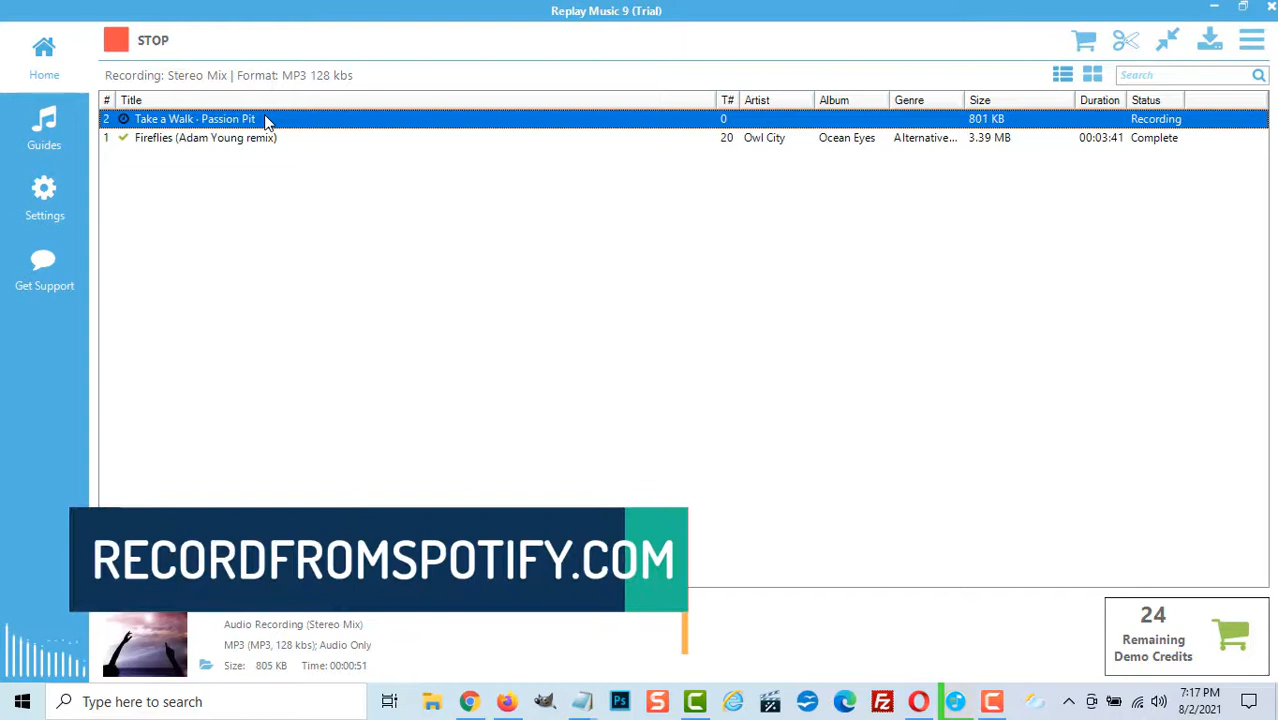 Replay Music 9 (Trial)
Home
STOP
Recording: Stereo Mix | Format: MP3 128 kbs
Search
# Title T# Artist Album Genre Size Duration Status
2 Take a Walk - Passion Pit 0 801 KB Recording
1 Fireflies (Adam Young remix) 20 Owl City Ocean Eyes Alternative... 3.39 MB 00:03:41 Complete
Guides
Settings
Get Support
RECORDFROMSPOTIFY.COM
Audio Recording (Stereo Mix)
MP3 (MP3, 128 kbs); Audio Only
Size: 805 KB Time: 00:00:51
24
Remaining
Demo Credits
Type here to search
7:17 PM
8/2/2021